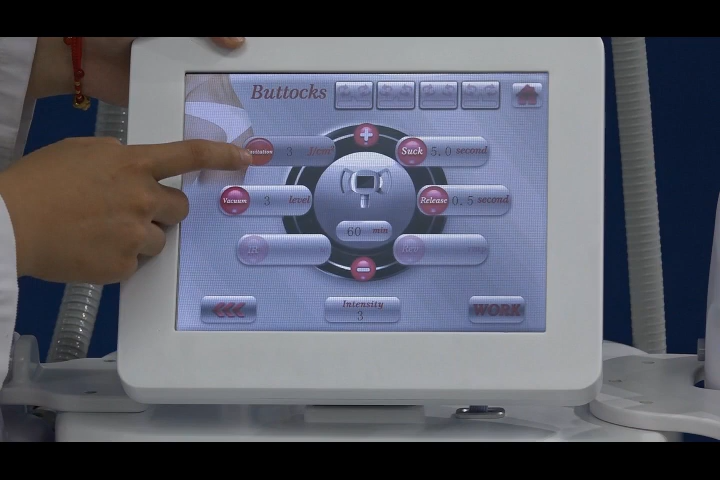 Buttocks
3 level
Suck 5.0 second
Vacuum 3 level
Release 0.5 second
60 min
Intensity
3
WORK